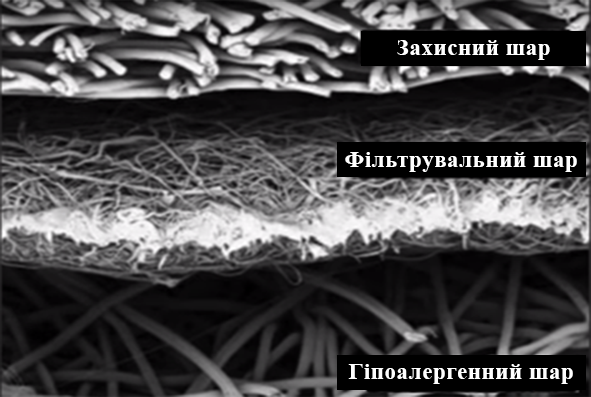 Захисний шар
Фільтрувальний шар
Гіпоалергенний шар